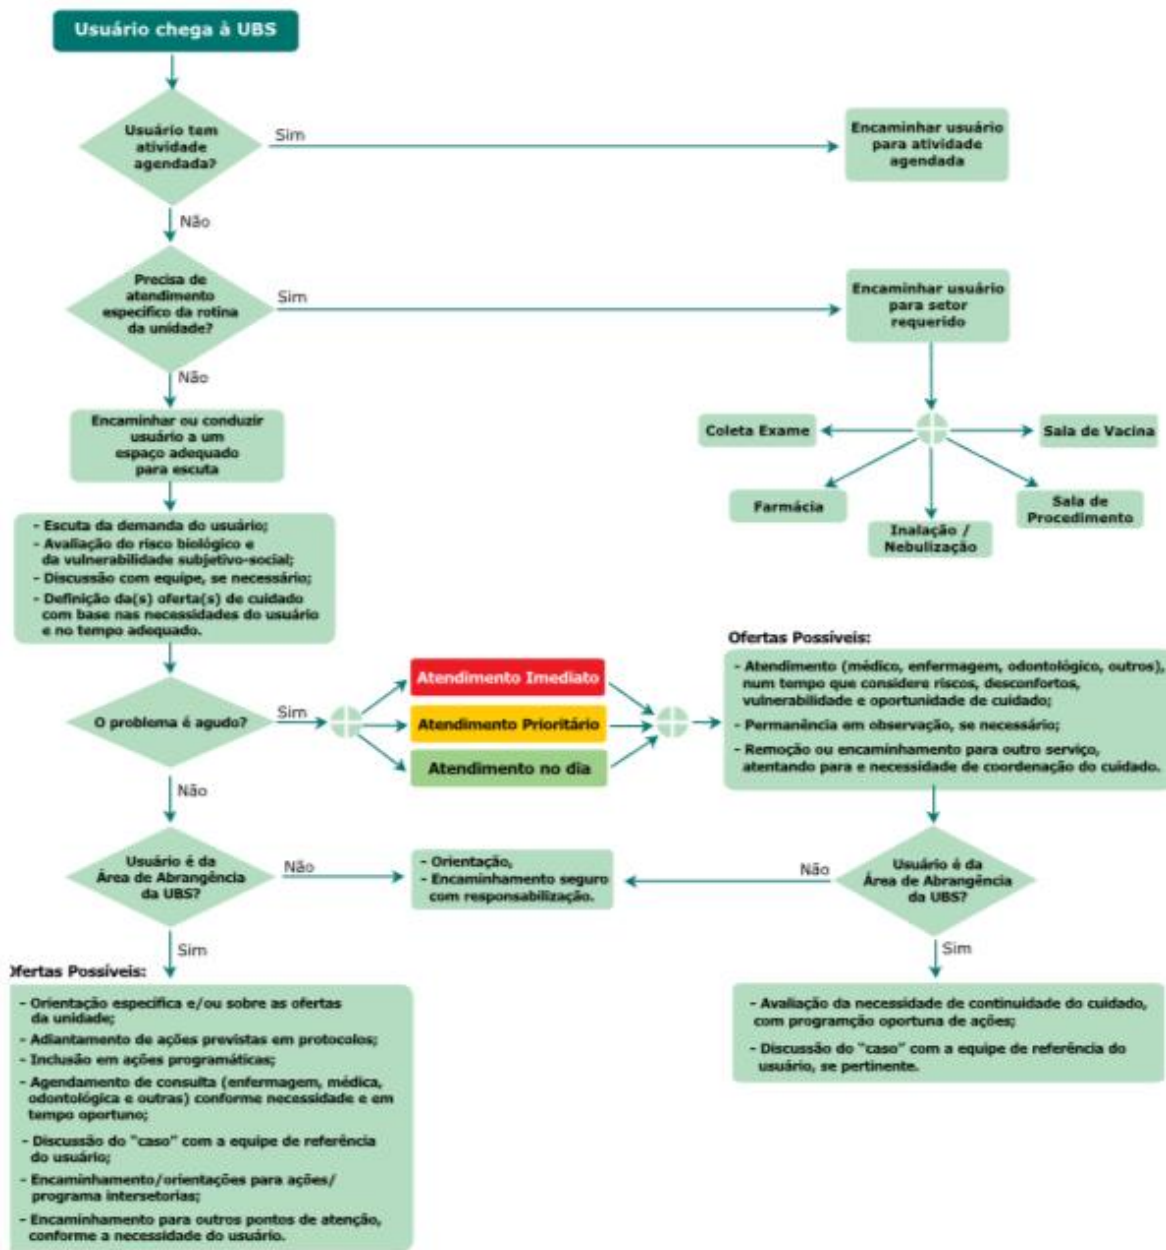 Usuário chega à UBS
Usuário tem
atividade
agendada?
Sim
Encaminhar usuário
para atividade
agendada
Não
Precisa de
atendimento
específico da rotina
da unidade?
Sim
Encaminhar usuário
para setor
requerido
Não
Encaminhar ou conduzir
usuário a um
espaço adequado
para escuta
Coleta Exame
Sala de Vacina
Farmácia
Inalação /
Nebulização
Sala de
Procedimento
- Escuta da demanda do usuário;
- Avaliação do risco biológico e
da vulnerabilidade subjetivo-social;
- Discussão com equipe, se necessário;
- Definição da(s) oferta(s) de cuidado
com base nas necessidades do usuário
e no tempo adequado.
O problema é agudo?
Sim
Atendimento Imediato
Atendimento Prioritário
Atendimento no dia
Ofertas Possíveis:
- Atendimento (médico, enfermagem, odontológico, outros),
num tempo que considere riscos, desconfortos,
vulnerabilidade e oportunidade de cuidado;
- Permanência em observação, se necessário;
- Remoção ou encaminhamento para outro serviço,
atentando para e necessidade de coordenação do cuidado.
Não
Usuário é da
Área de Abrangência
da UBS?
Não
- Orientação,
- Encaminhamento seguro
com responsabilização.
Não
Usuário é da
Área de Abrangência
da UBS?
Sim
Sim
Ofertas Possíveis:
- Orientação específica e/ou sobre as ofertas
da unidade;
- Adiantamento de ações previstas em protocolos;
- Inclusão em ações programáticas;
- Agendamento de consulta (enfermagem, médica,
odontológica e outras) conforme necessidade e em
tempo oportuno;
- Discussão do "caso" com a equipe de referência
do usuário;
- Encaminhamento/orientações para ações/
programa intersetorias;
- Encaminhamento para outros pontos de atenção,
conforme a necessidade do usuário.
- Avaliação da necessidade de continuidade do cuidado,
com programção oportuna de ações;
- Discussão do "caso" com a equipe de referência do
usuário, se pertinente.